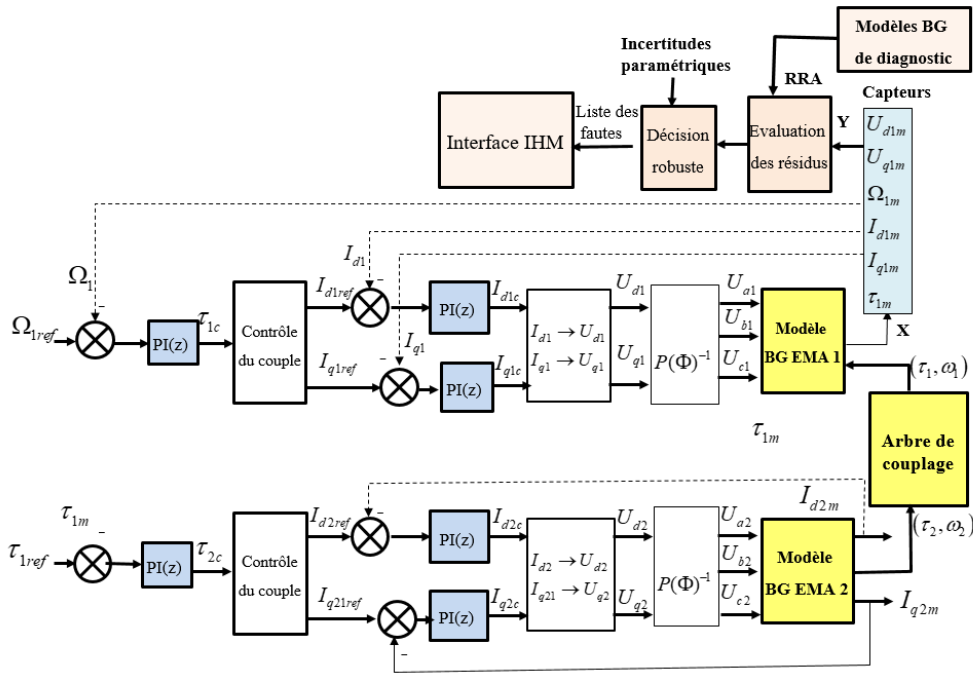 Modèles BG
de diagnostic
Incertitudes
paramétriques
RRA
Capteurs
Interface IHM
Liste des
fautes
Décision
robuste
Evaluation
des résidus
Y
U_{d1m}
U_{q1m}
Ω_{1m}
I_{d1m}
I_{q1m}
τ_{1m}
X
Ω_1
-
Ω_{1ref}
PI(z)
τ_{1c}
Contrôle
du couple
I_{d1ref}
I_{d1}
-
PI(z)
I_{d1c}
I_{q1ref}
I_{q1}
-
PI(z)
I_{q1c}
I_{d1} → U_{d1}
I_{q1} → U_{q1}
U_{d1}
U_{q1}
P(Φ)^{-1}
U_{a1}
U_{b1}
U_{c1}
Modèle
BG EMA 1
(τ_1, ω_1)
τ_{1m}
Arbre de
couplage
(τ_2, ω_2)
τ_{1m}
-
τ_{1ref}
PI(z)
τ_{2c}
Contrôle
du couple
I_{d2ref}
-
PI(z)
I_{d2c}
I_{q21ref}
-
PI(z)
I_{q2c}
I_{d2} → U_{d2}
I_{q21} → U_{q2}
U_{d2}
U_{q2}
P(Φ)^{-1}
U_{a2}
U_{b2}
U_{c2}
Modèle
BG EMA 2
I_{d2m}
I_{q2m}